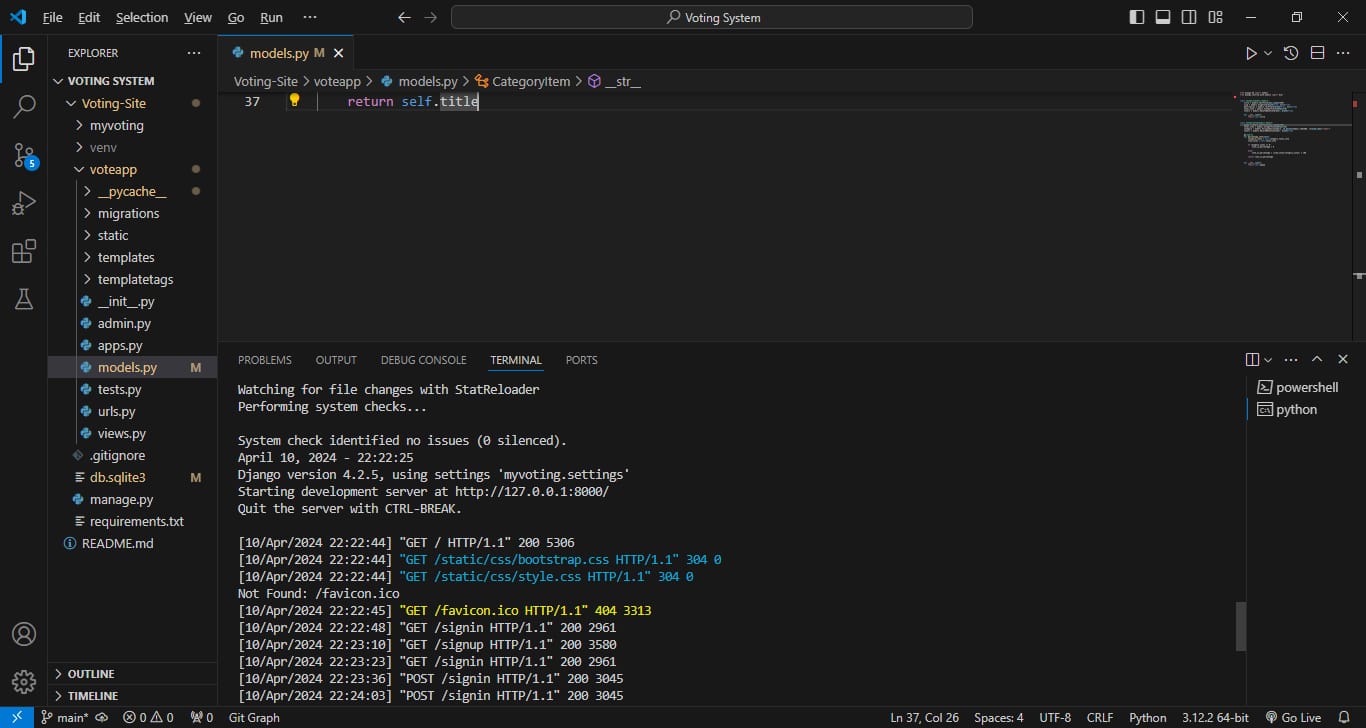 File Edit Selection View Go Run ··· Voting System
EXPLORER ···
VOTING SYSTEM
Voting-Site
myvoting
venv
voteapp
__pycache__
migrations
static
templates
templatetags
__init__.py
admin.py
apps.py
models.py M
tests.py
urls.py
views.py
.gitignore
db.sqlite3 M
manage.py
requirements.txt
README.md
OUTLINE
TIMELINE
5
models.py M
Voting-Site > voteapp > models.py > CategoryItem > __str__
37 return self.title
PROBLEMS OUTPUT DEBUG CONSOLE TERMINAL PORTS
Watching for file changes with StatReloader
Performing system checks...
System check identified no issues (0 silenced).
April 10, 2024 - 22:22:25
Django version 4.2.5, using settings 'myvoting.settings'
Starting development server at http://127.0.0.1:8000/
Quit the server with CTRL-BREAK.
[10/Apr/2024 22:22:44] "GET / HTTP/1.1" 200 5306
[10/Apr/2024 22:22:44] "GET /static/css/bootstrap.css HTTP/1.1" 304 0
[10/Apr/2024 22:22:44] "GET /static/css/style.css HTTP/1.1" 304 0
Not Found: /favicon.ico
[10/Apr/2024 22:22:45] "GET /favicon.ico HTTP/1.1" 404 3313
[10/Apr/2024 22:22:48] "GET /signin HTTP/1.1" 200 2961
[10/Apr/2024 22:23:10] "GET /signup HTTP/1.1" 200 3580
[10/Apr/2024 22:23:23] "GET /signin HTTP/1.1" 200 2961
[10/Apr/2024 22:23:36] "POST /signin HTTP/1.1" 200 3045
[10/Apr/2024 22:24:03] "POST /signin HTTP/1.1" 200 3045
powershell
python
main* 0 0 0 Git Graph Ln 37, Col 26 Spaces: 4 UTF-8 CRLF Python 3.12.2 64-bit Go Live